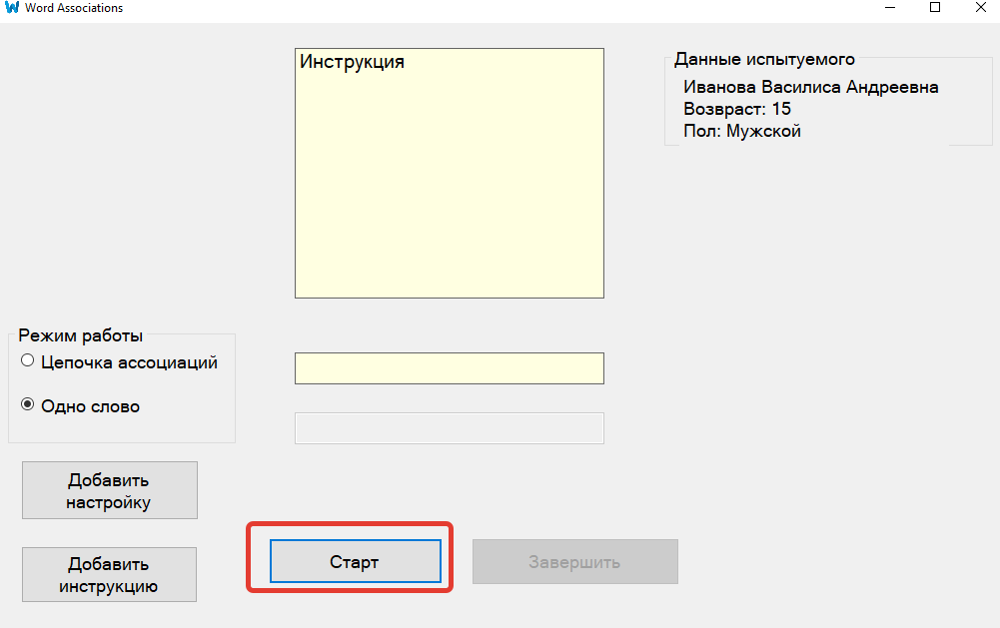 Word Associations
Инструкция
Данные испытуемого
Иванова Василиса Андреевна
Возвраст: 15
Пол: Мужской
Режим работы
Цепочка ассоциаций
Одно слово
Добавить
настройку
Добавить
инструкцию
Старт
Завершить